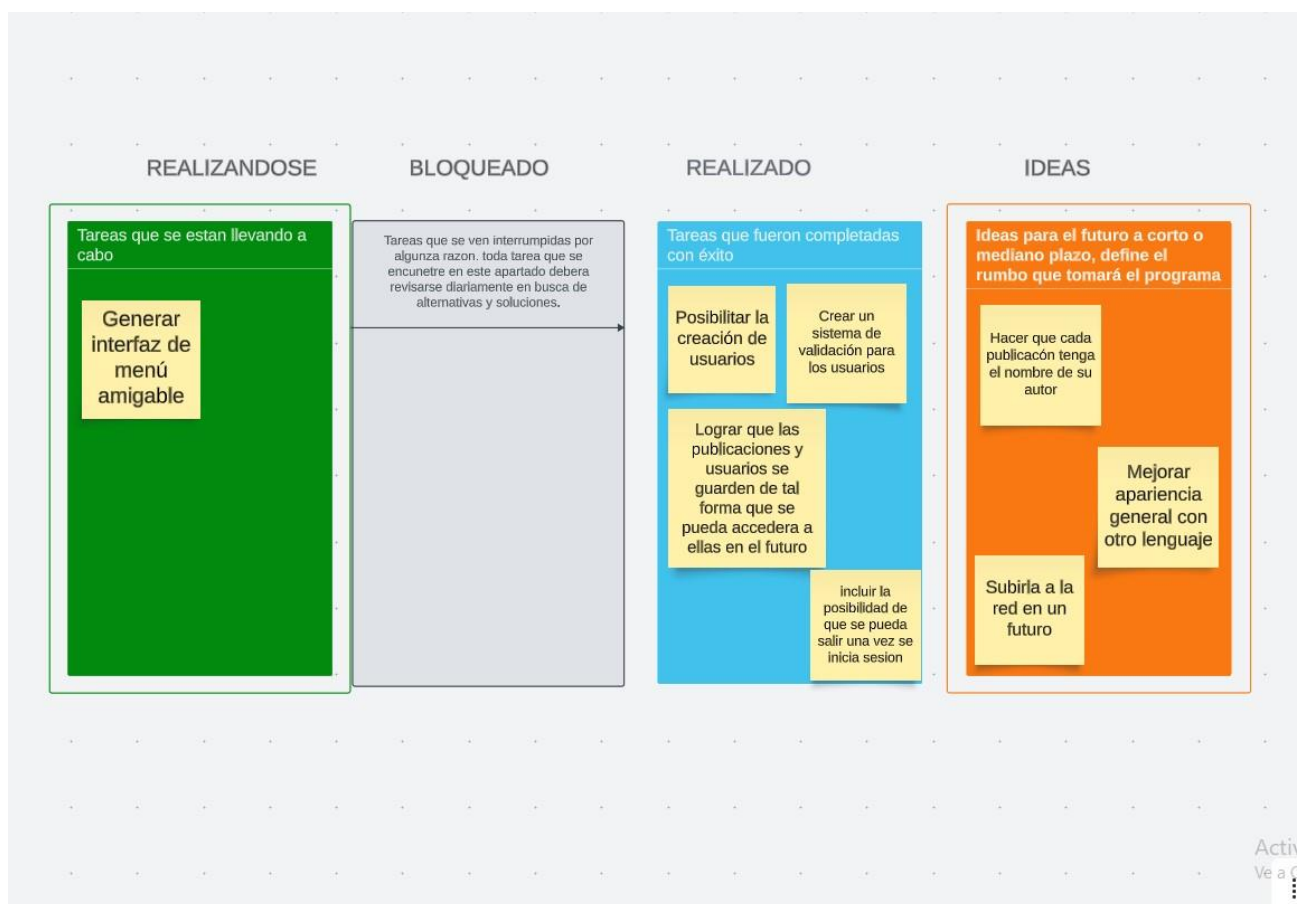 REALIZANDOSE
BLOQUEADO
REALIZADO
IDEAS
Tareas que se estan llevando a
cabo
Generar
interfaz de
menú
amigable
Tareas que se ven interrumpidas por
algunza razon. toda tarea que se
encunetre en este apartado debera
revisarse diariamente en busca de
alternativas y soluciones.
Tareas que fueron completadas
con éxito
Posibilitar la
creación de
usuarios
Crear un
sistema de
validación para
los usuarios
Lograr que las
publicaciones y
usuarios se
guarden de tal
forma que se
pueda accedera a
ellas en el futuro
incluir la
posibilidad de
que se pueda
salir una vez se
inicia sesion
Ideas para el futuro a corto o
mediano plazo, define el
rumbo que tomará el programa
Hacer que cada
publicacón tenga
el nombre de su
autor
Mejorar
apariencia
general con
otro lenguaje
Subirla a la
red en un
futuro
Activ
Ve a C